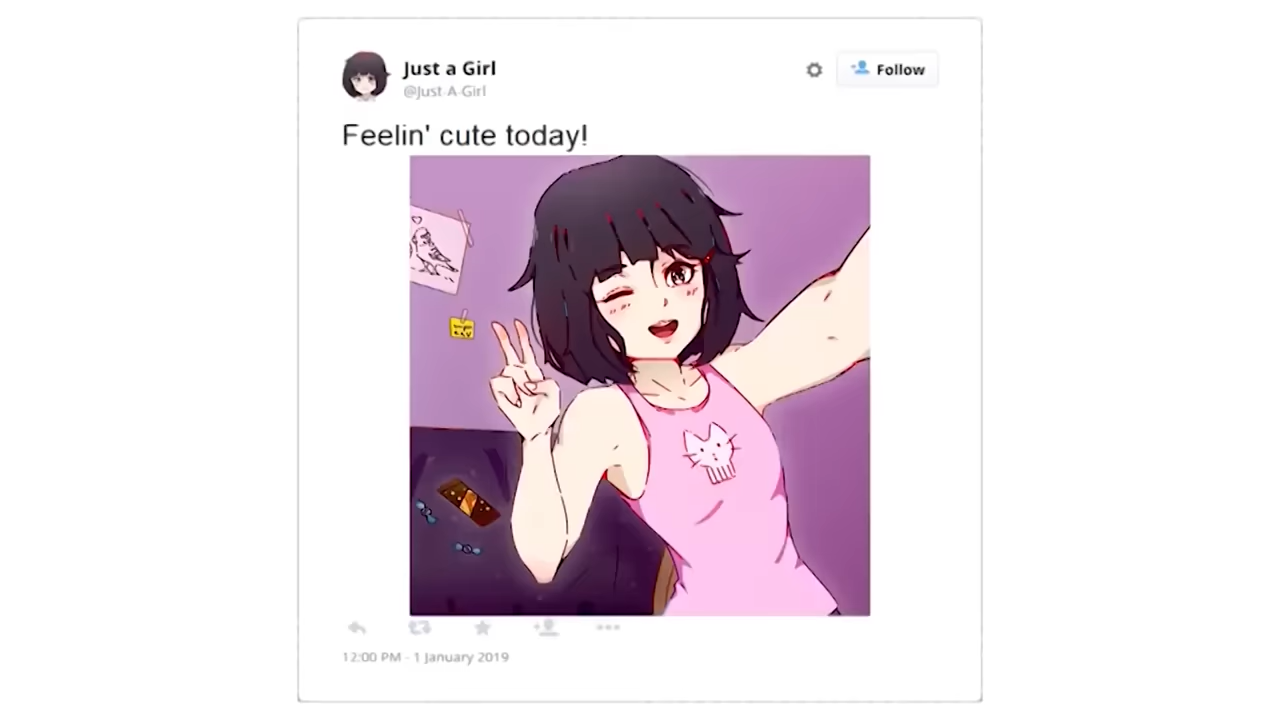 Just a Girl
@Just-A-Girl
Follow
Feelin' cute today!
12:00 PM - 1 January 2019